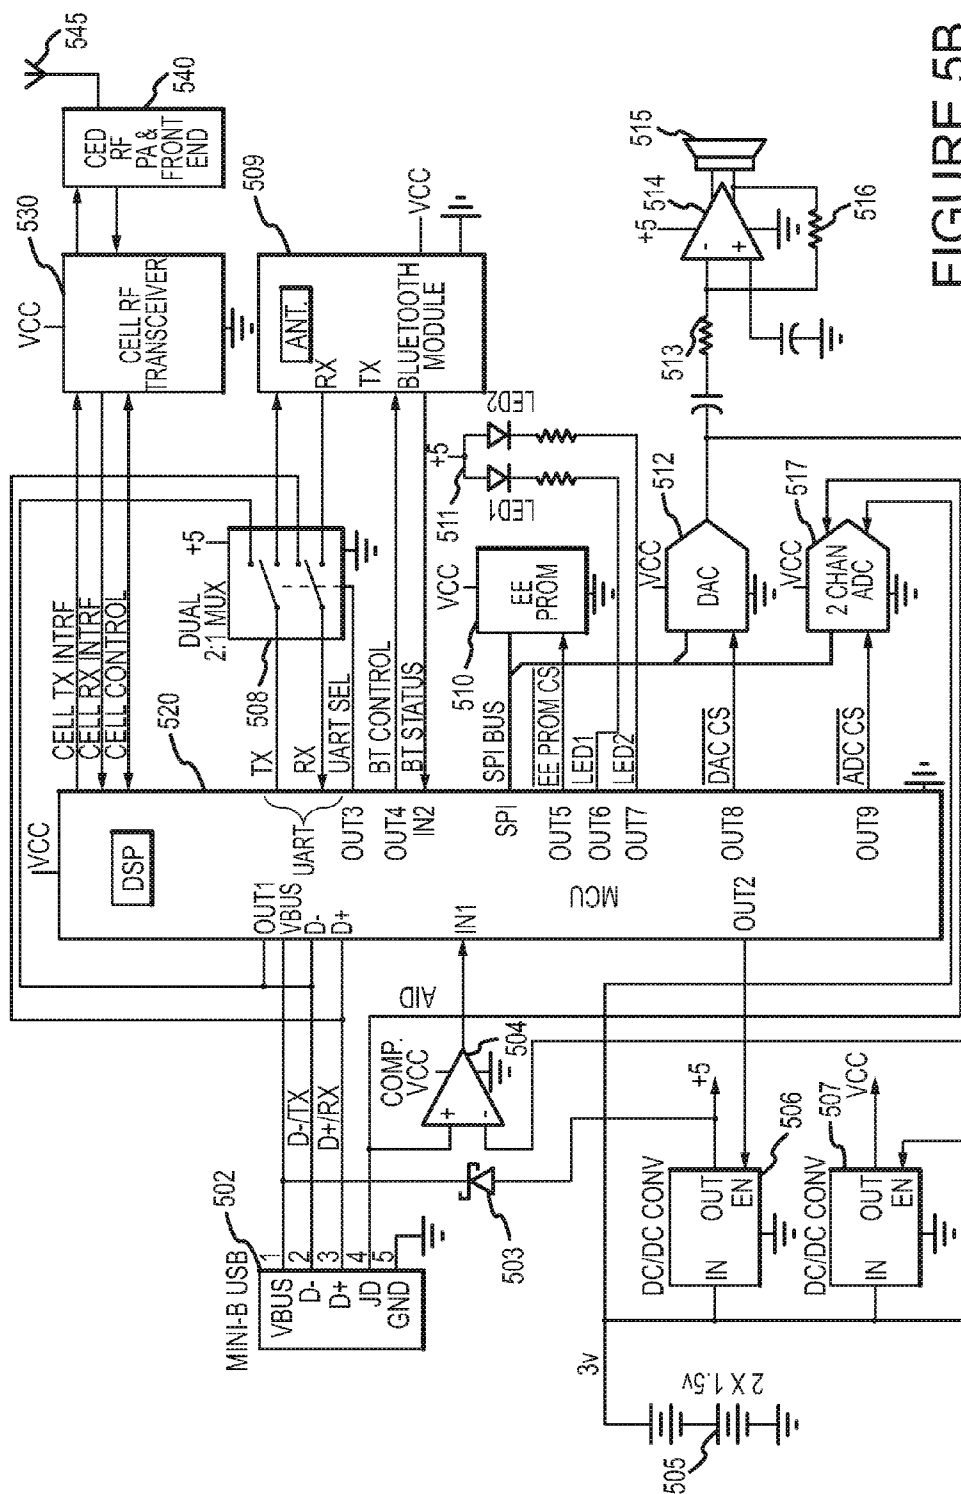 545
540
CED
RF
PA &
FRONT
END
530
VCC
CELL RF
TRANSCEIVER
CELL TX INTRF
CELL RX INTRF
CELL CONTROL
509
VCC
ANT.
RX
TX
BLUETOOTH
MODULE
+5
DUAL
2:1 MUX
508
520
TX
RX
UART SEL
BT CONTROL
BT STATUS
LED2
LED1
+5
511
VCC
EE
PROM
510
SPI BUS
EE PROM CS
LED1
LED2
DAC CS
ADC CS
512
VCC
DAC
517
VCC
2 CHAN
ADC
513
+5
514
515
516
-
+
VCC
DSP
UART
OUT3
OUT4
IN2
SPI
OUT5
OUT6
OUT7
OUT8
OUT9
MCU
OUT1
VBUS
D-
D+
IN1
OUT2
AID
COMP.
VCC
504
+
-
D-/TX
D+/RX
502
MINI-B USB
VBUS
D-
D+
JD
GND
1
2
3
4
5
503
+5
506
DC/DC CONV
OUT
EN
IN
VCC
507
DC/DC CONV
OUT
EN
IN
3v
2 X 1.5v
505
FIGURE 5B